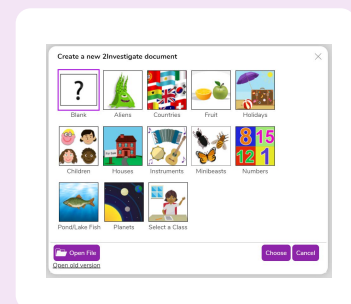 Create a new 2Investigate document
?
Blank Aliens Countries Fruit Holidays
8 15
12 1
Children Houses Instruments Minibeasts Numbers
Pond/Lake Fish Planets Select a Class
Open File Choose Cancel
Open old version